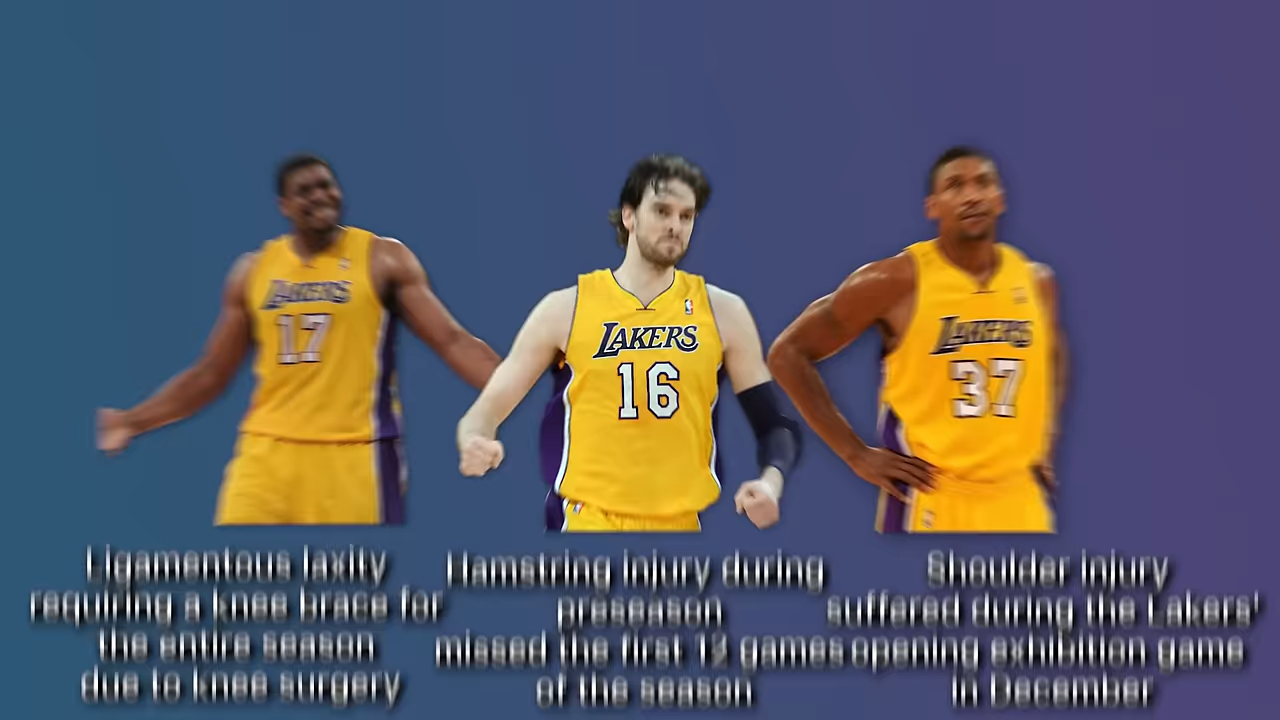 LAKERS
17
LAKERS
16
LAKERS
37
Ligamentous laxity
requiring a knee brace for
the entire season
due to knee surgery
Hamstring injury during
preseason
missed the first 12 games
of the season
Shoulder injury
suffered during the Lakers'
opening exhibition game
in December